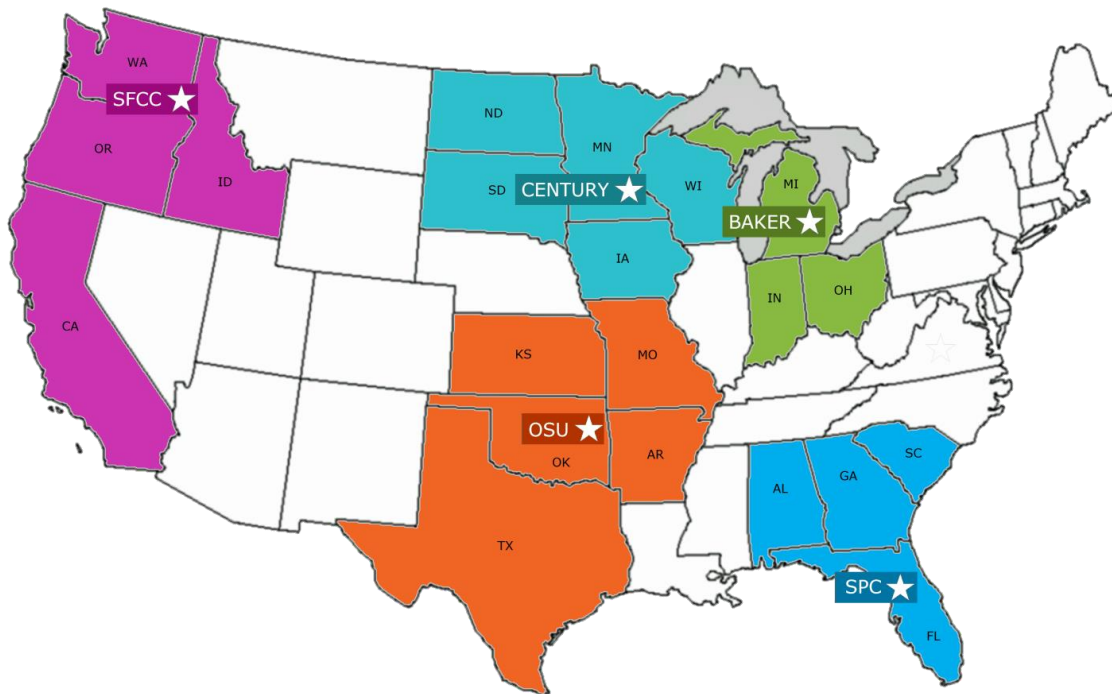 WA
SFCC
OR
ID
CA
ND
MN
SD
CENTURY
WI
IA
MI
BAKER
IN
OH
KS
MO
OSU
OK
AR
TX
SC
AL
GA
SPC
FL